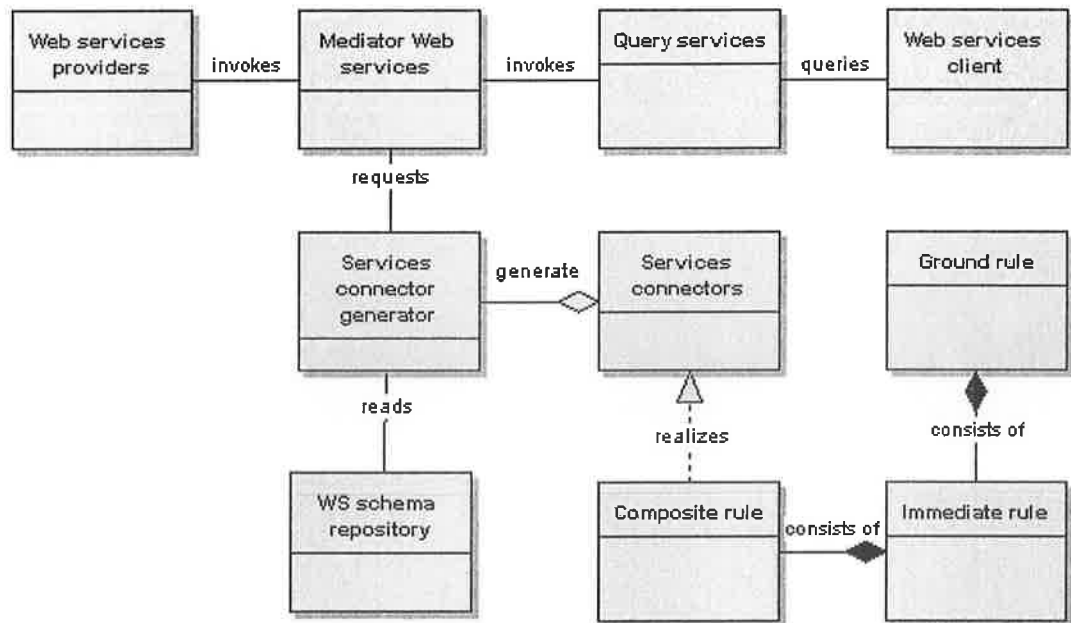 Web services
providers
invokes
Mediator Web
services
invokes
Query services
queries
Web services
client
requests
Services
connector
generator
generate
Services
connectors
Ground rule
reads
realizes
consists of
WS schema
repository
Composite rule
consists of
Immediate rule